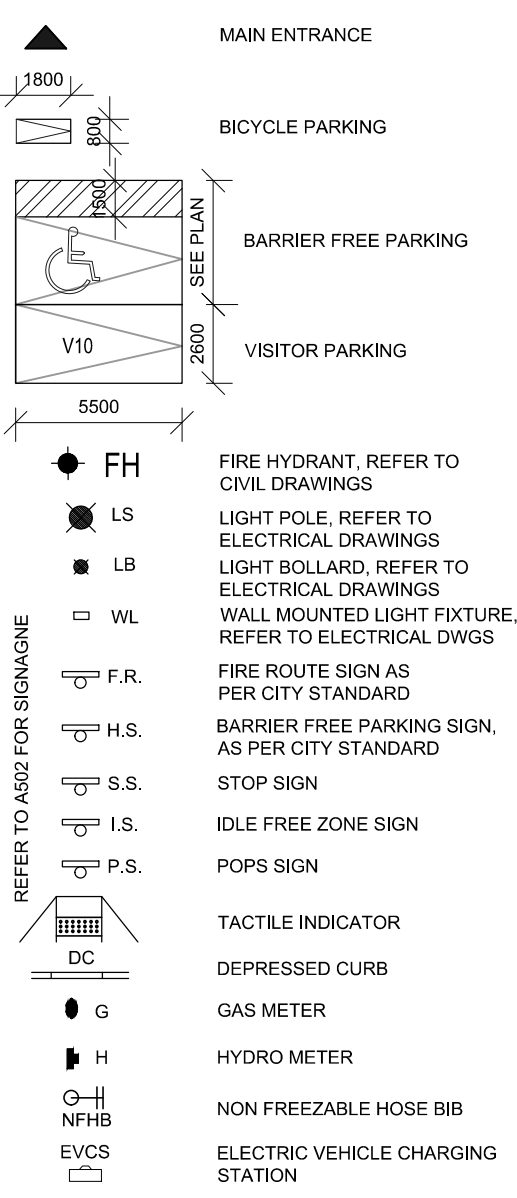 MAIN ENTRANCE
1800
800
BICYCLE PARKING
1500
SEE PLAN
BARRIER FREE PARKING
V10
2600
VISITOR PARKING
5500
FH
FIRE HYDRANT, REFER TO
CIVIL DRAWINGS
LS
LIGHT POLE, REFER TO
ELECTRICAL DRAWINGS
LB
LIGHT BOLLARD, REFER TO
ELECTRICAL DRAWINGS
WL
WALL MOUNTED LIGHT FIXTURE,
REFER TO ELECTRICAL DWGS
REFER TO A502 FOR SIGNAGNE
F.R.
FIRE ROUTE SIGN AS
PER CITY STANDARD
H.S.
BARRIER FREE PARKING SIGN,
AS PER CITY STANDARD
S.S.
STOP SIGN
I.S.
IDLE FREE ZONE SIGN
P.S.
POPS SIGN
TACTILE INDICATOR
DC
DEPRESSED CURB
G
GAS METER
H
HYDRO METER
NFHB
NON FREEZABLE HOSE BIB
EVCS
ELECTRIC VEHICLE CHARGING
STATION